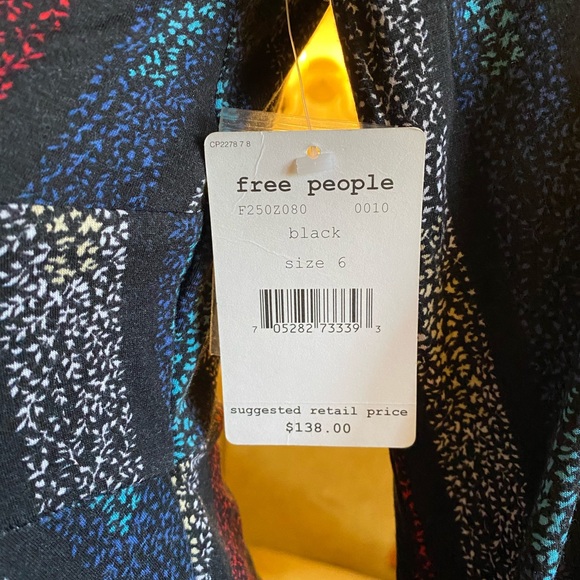 CP2278 7 8
free people
F250Z080 0010
black
size 6
7 05282 73339 3
suggested retail price
$138.00